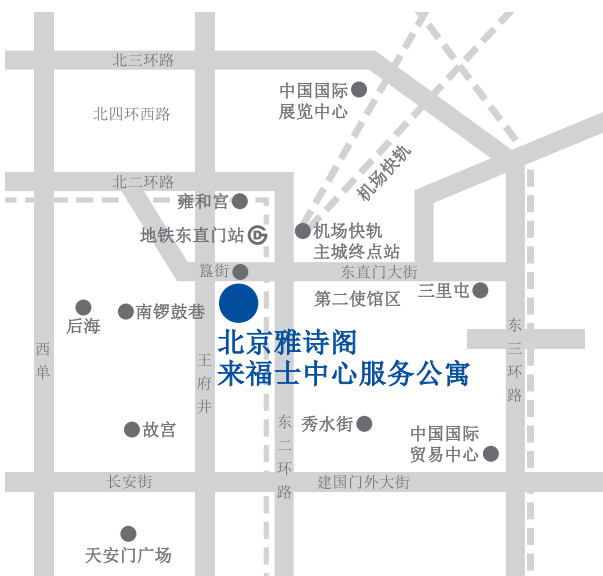 北三环路
中国国际
展览中心
北四环西路
机场快轨
北二环路
雍和宫
地铁东直门站
机场快轨
主城终点站
簋街
东直门大街
第二使馆区
三里屯
后海
南锣鼓巷
北京雅诗阁
来福士中心服务公寓
西单
王府井
东三环路
故宫
东二环路
秀水街
中国国际
贸易中心
长安街
建国门外大街
天安门广场